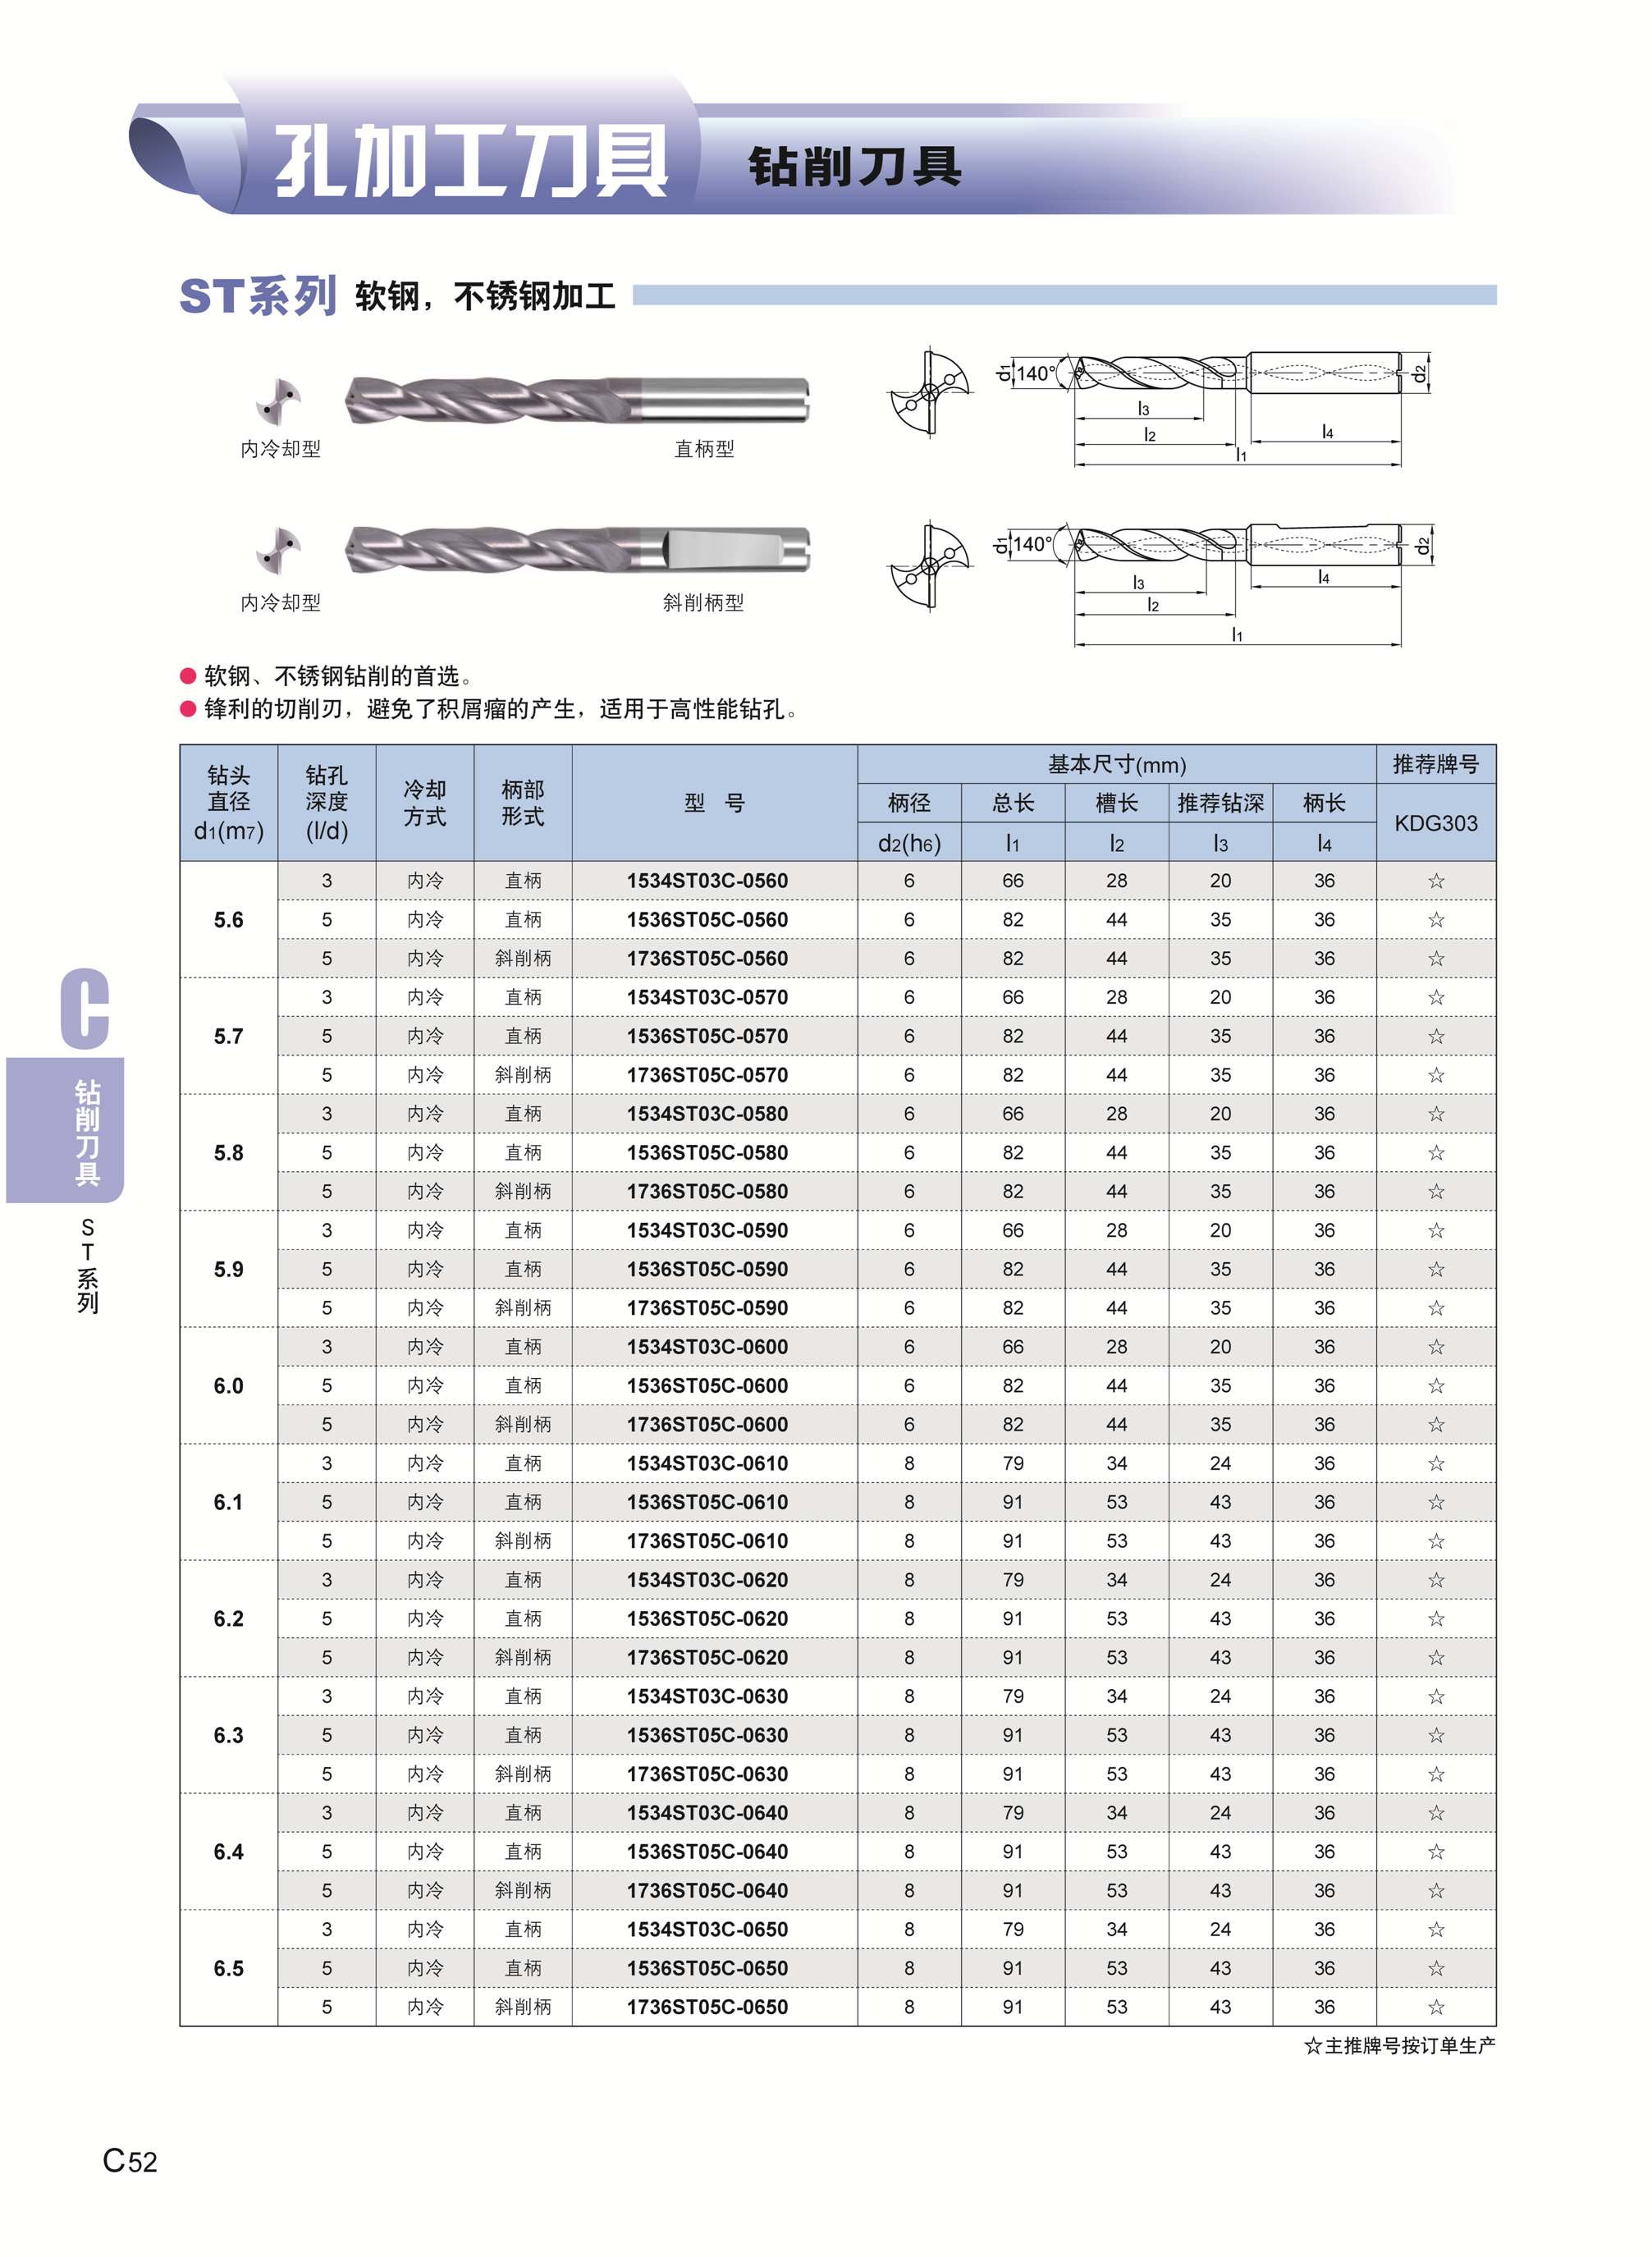 孔加工刀具 钻削刀具
ST系列 软钢，不锈钢加工
内冷却型 直柄型
d1 140° l3 l2 l4 l1 d2
内冷却型 斜削柄型
d1 140° l3 l2 l4 l1 d2
● 软钢、不锈钢钻削的首选。
● 锋利的切削刃，避免了积屑瘤的产生，适用于高性能钻孔。
钻头直径 d1(m7) 钻孔深度 (l/d) 冷却方式 柄部形式 型 号 基本尺寸(mm) 推荐牌号
柄径 总长 槽长 推荐钻深 柄长 KDG303
d2(h6) l1 l2 l3 l4
5.6
3 内冷 直柄 1534ST03C-0560 6 66 28 20 36 ☆
5 内冷 直柄 1536ST05C-0560 6 82 44 35 36 ☆
5 内冷 斜削柄 1736ST05C-0560 6 82 44 35 36 ☆
5.7
3 内冷 直柄 1534ST03C-0570 6 66 28 20 36 ☆
5 内冷 直柄 1536ST05C-0570 6 82 44 35 36 ☆
5 内冷 斜削柄 1736ST05C-0570 6 82 44 35 36 ☆
5.8
3 内冷 直柄 1534ST03C-0580 6 66 28 20 36 ☆
5 内冷 直柄 1536ST05C-0580 6 82 44 35 36 ☆
5 内冷 斜削柄 1736ST05C-0580 6 82 44 35 36 ☆
5.9
3 内冷 直柄 1534ST03C-0590 6 66 28 20 36 ☆
5 内冷 直柄 1536ST05C-0590 6 82 44 35 36 ☆
5 内冷 斜削柄 1736ST05C-0590 6 82 44 35 36 ☆
6.0
3 内冷 直柄 1534ST03C-0600 6 66 28 20 36 ☆
5 内冷 直柄 1536ST05C-0600 6 82 44 35 36 ☆
5 内冷 斜削柄 1736ST05C-0600 6 82 44 35 36 ☆
6.1
3 内冷 直柄 1534ST03C-0610 8 79 34 24 36 ☆
5 内冷 直柄 1536ST05C-0610 8 91 53 43 36 ☆
5 内冷 斜削柄 1736ST05C-0610 8 91 53 43 36 ☆
6.2
3 内冷 直柄 1534ST03C-0620 8 79 34 24 36 ☆
5 内冷 直柄 1536ST05C-0620 8 91 53 43 36 ☆
5 内冷 斜削柄 1736ST05C-0620 8 91 53 43 36 ☆
6.3
3 内冷 直柄 1534ST03C-0630 8 79 34 24 36 ☆
5 内冷 直柄 1536ST05C-0630 8 91 53 43 36 ☆
5 内冷 斜削柄 1736ST05C-0630 8 91 53 43 36 ☆
6.4
3 内冷 直柄 1534ST03C-0640 8 79 34 24 36 ☆
5 内冷 直柄 1536ST05C-0640 8 91 53 43 36 ☆
5 内冷 斜削柄 1736ST05C-0640 8 91 53 43 36 ☆
6.5
3 内冷 直柄 1534ST03C-0650 8 79 34 24 36 ☆
5 内冷 直柄 1536ST05C-0650 8 91 53 43 36 ☆
5 内冷 斜削柄 1736ST05C-0650 8 91 53 43 36 ☆
☆主推牌号按订单生产
C
钻削刀具
ST系列
C52